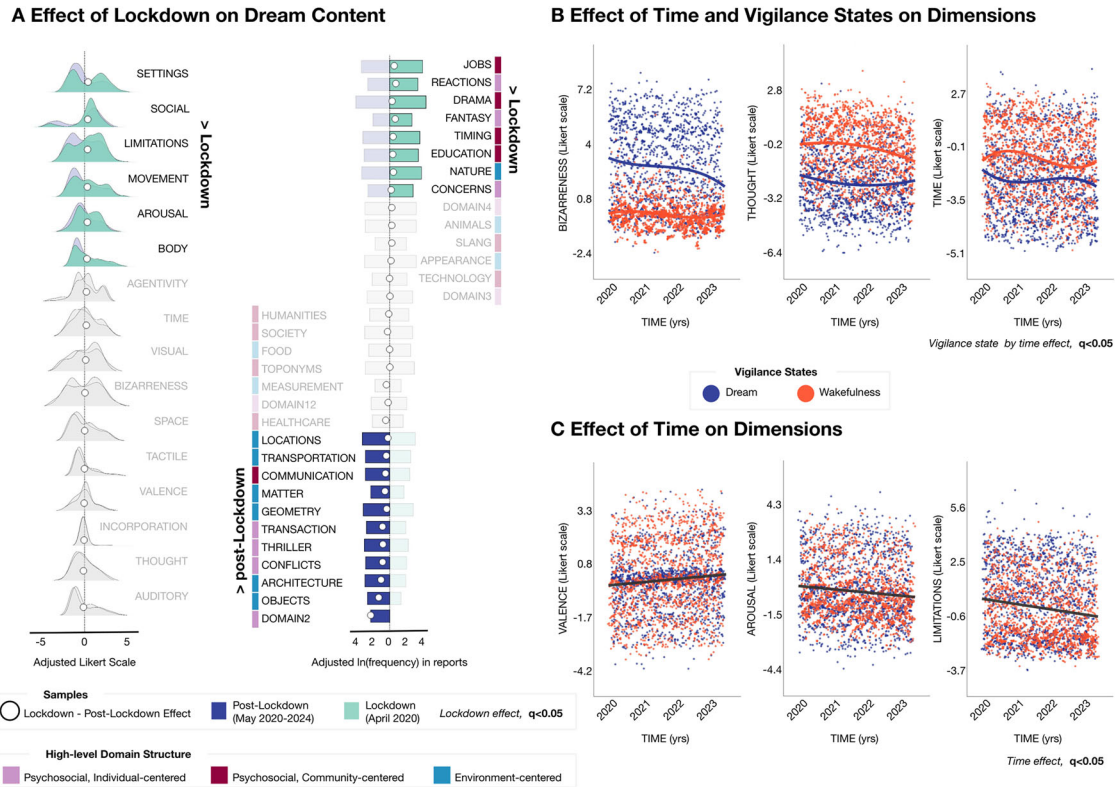 A Effect of Lockdown on Dream Content
SETTINGS
SOCIAL
LIMITATIONS
MOVEMENT
AROUSAL
BODY
AGENTIVITY
TIME
VISUAL
BIZARRENESS
SPACE
TACTILE
VALENCE
INCORPORATION
THOUGHT
AUDITORY
> Lockdown
-5 0 5
Adjusted Likert Scale
JOBS
REACTIONS
DRAMA
FANTASY
TIMING
EDUCATION
NATURE
CONCERNS
DOMAIN4
ANIMALS
SLANG
APPEARANCE
TECHNOLOGY
DOMAIN3
> Lockdown
HUMANITIES
SOCIETY
FOOD
TOPONYMS
MEASUREMENT
DOMAIN12
HEALTHCARE
LOCATIONS
TRANSPORTATION
COMMUNICATION
MATTER
GEOMETRY
TRANSACTION
THRILLER
CONFLICTS
ARCHITECTURE
OBJECTS
DOMAIN2
> post-Lockdown
4 2 0 2 4
Adjusted ln(frequency) in reports
Samples
Lockdown - Post-Lockdown Effect
Post-Lockdown
(May 2020-2024)
Lockdown
(April 2020)
Lockdown effect, q<0.05
High-level Domain Structure
Psychosocial, Individual-centered
Psychosocial, Community-centered
Environment-centered
B Effect of Time and Vigilance States on Dimensions
BIZARRENESS (Likert scale)
7.2
4
0.8
-2.4
2020 2021 2022 2023
TIME (yrs)
THOUGHT (Likert scale)
2.8
-0.2
-3.2
-6.4
2020 2021 2022 2023
TIME (yrs)
TIME (Likert scale)
2.7
-1.1
-3.5
-5.1
2020 2021 2022 2023
TIME (yrs)
Vigilance state by time effect, q<0.05
Vigilance States
Dream
Wakefulness
C Effect of Time on Dimensions
VALENCE (Likert scale)
3.3
0.8
-1.7
-4.2
2020 2021 2022 2023
TIME (yrs)
AROUSAL (Likert scale)
4.3
1.4
-1.5
-4.4
2020 2021 2022 2023
TIME (yrs)
LIMITATIONS (Likert scale)
5.6
2.5
-0.6
-3.7
2020 2021 2022 2023
TIME (yrs)
Time effect, q<0.05